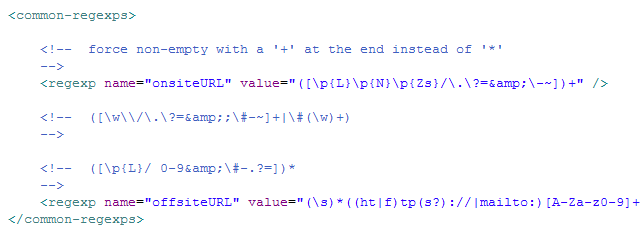 <common-regexps>
<!--  force non-empty with a '+' at the end instead of '*'
-->
<regexp name="onsiteURL" value="([\p{L}\p{N}\p{Zs}/\.\?=&amp;\-~])+" />
<!--  ([\w\\/\.\?=&amp;;\#-~]+|\#(\w)+)
-->
<!--  ([\p{L}/ 0-9&amp;\#-.?=])*
-->
<regexp name="offsiteURL" value="(\s)*((ht|f)tp(s?)://|mailto:)[A-Za-z0-9]+
</common-regexps>